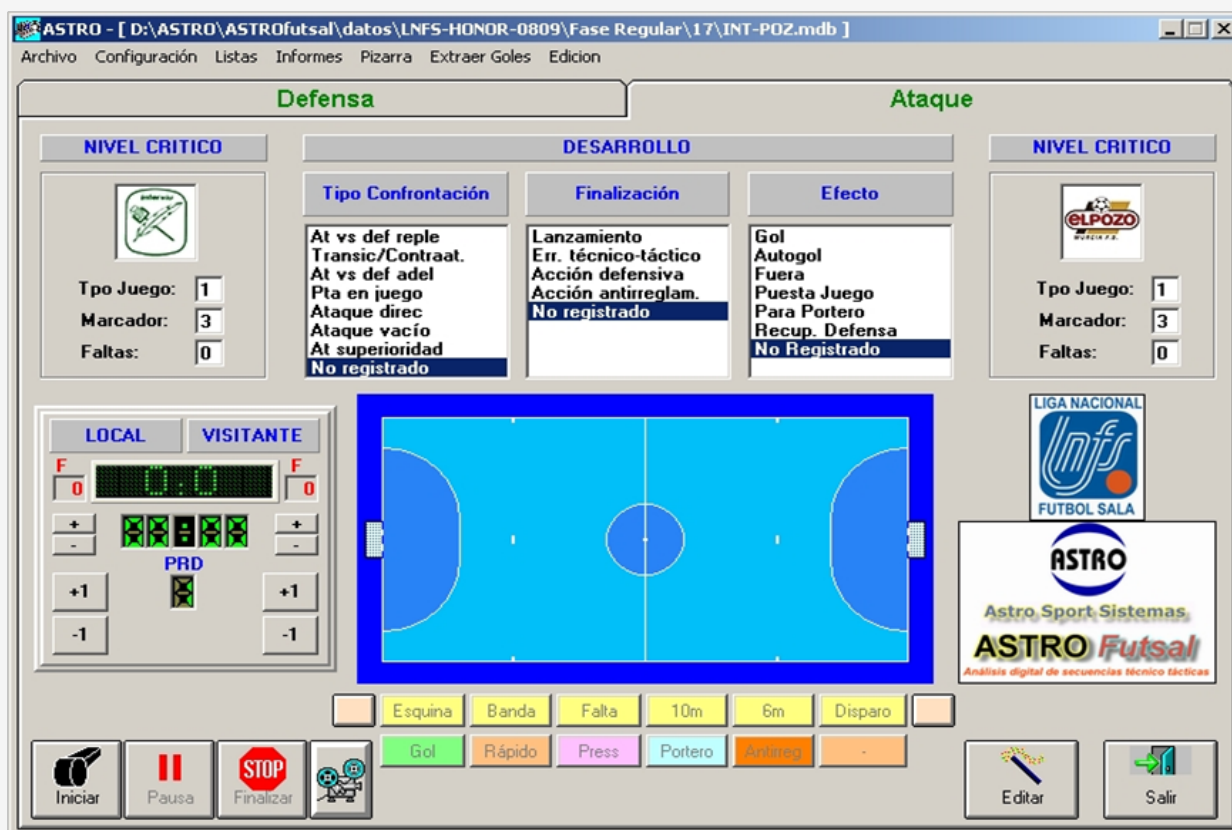 ASTRO - [ D:\ASTRO\ASTROfutsal\datos\LNFS-HONOR-0809\Fase Regular\17\INT-POZ.mdb ]
Archivo Configuración Listas Informes Pizarra Extraer Goles Edicion
Defensa Ataque
NIVEL CRITICO DESARROLLO NIVEL CRITICO
Tipo Confrontación Finalización Efecto
At vs def reple
Transic/Contraat.
At vs def adel
Pta en juego
Ataque direc
Ataque vacío
At superioridad
No registrado
Lanzamiento
Err. técnico-táctico
Acción defensiva
Acción antirreglam.
No registrado
Gol
Autogol
Fuera
Puesta Juego
Para Portero
Recup. Defensa
No Registrado
Tpo Juego: 1
Marcador: 3
Faltas: 0
ELPOZO
MURCIA F.S.
Tpo Juego: 1
Marcador: 3
Faltas: 0
LOCAL VISITANTE
F F
0 0:0 0
+ +
- -
PRD
+1 +1
-1 -1
LIGA NACIONAL
lnfs
FUTBOL SALA
ASTRO
Astro Sport Sistemas
ASTRO Futsal
Análisis digital de secuencias técnico tácticas
Esquina Banda Falta 10m 6m Disparo
Gol Rápido Press Portero Antirreg -
Iniciar Pausa STOP Finalizar Editar Salir